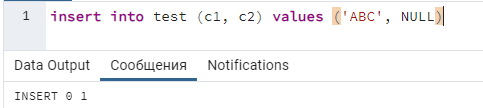 1 insert into test (c1, c2) values ('ABC', NULL)
Data Output Сообщения Notifications
INSERT 0 1